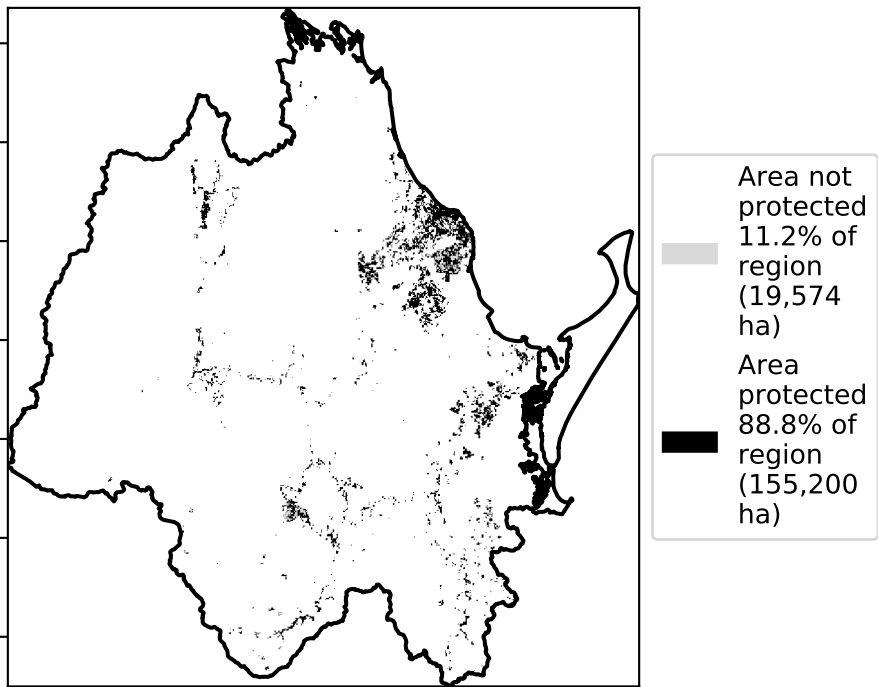 Area not
protected
11.2% of
region
(19,574
ha)
Area
protected
88.8% of
region
(155,200
ha)